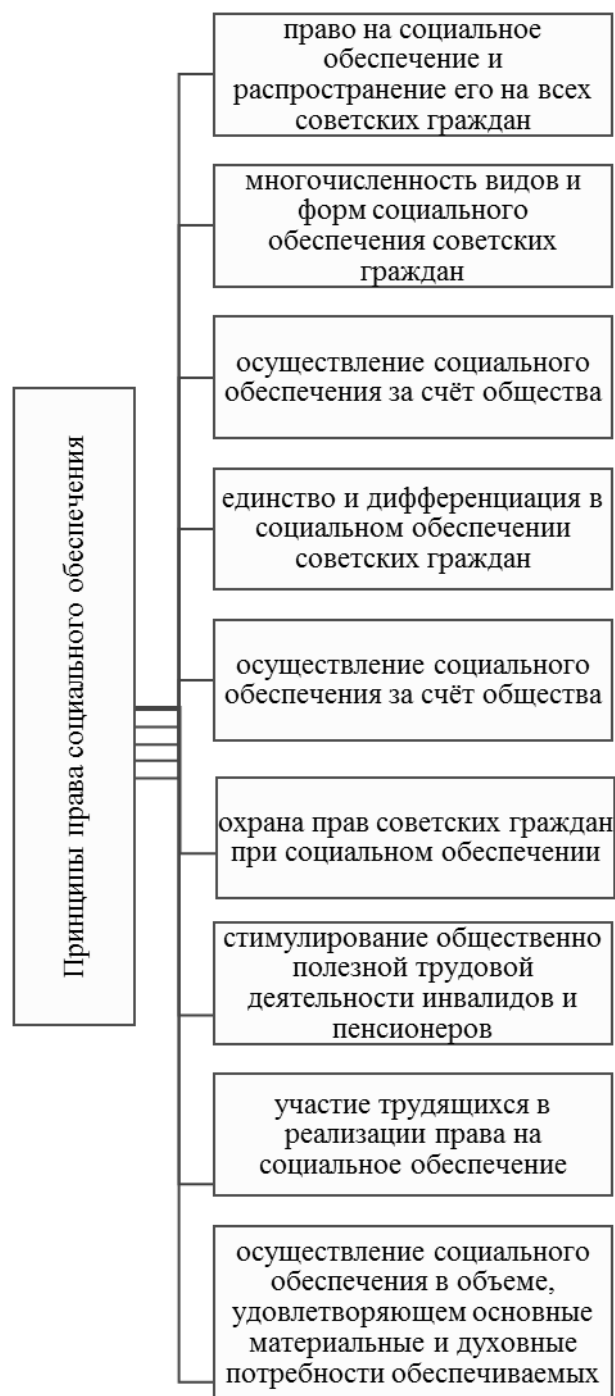 Принципы права социального обеспечения
право на социальное
обеспечение и
распространение его на всех
советских граждан
многочисленность видов и
форм социального
обеспечения советских
граждан
осуществление социального
обеспечения за счёт общества
единство и дифференциация в
социальном обеспечении
советских граждан
осуществление социального
обеспечения за счёт общества
охрана прав советских граждан
при социальном обеспечении
стимулирование общественно
полезной трудовой
деятельности инвалидов и
пенсионеров
участие трудящихся в
реализации права на
социальное обеспечение
осуществление социального
обеспечения в объеме,
удовлетворяющем основные
материальные и духовные
потребности обеспечиваемых